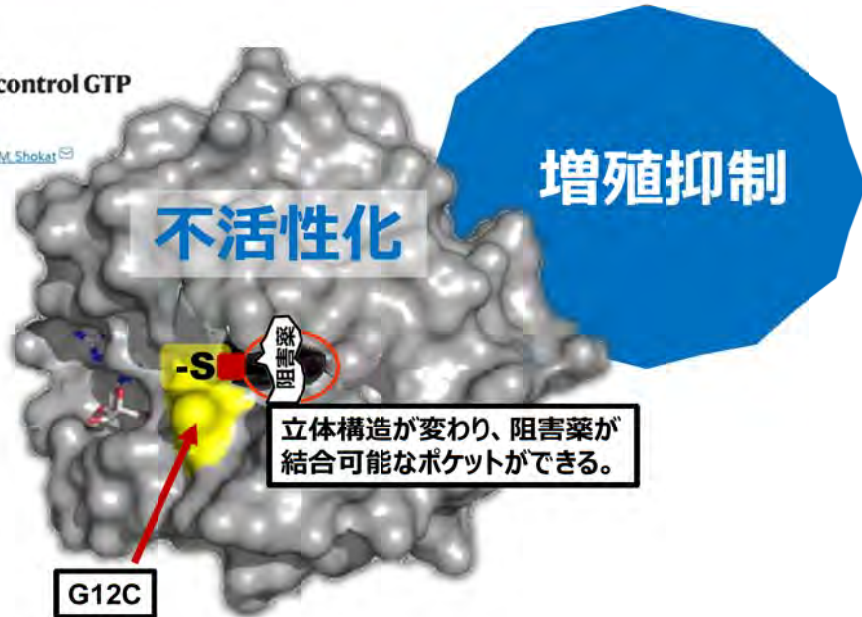 control GTP
M. Shokat
増殖抑制
不活性化
-S
阻害薬
立体構造が変わり、阻害薬が
結合可能なポケットができる。
G12C